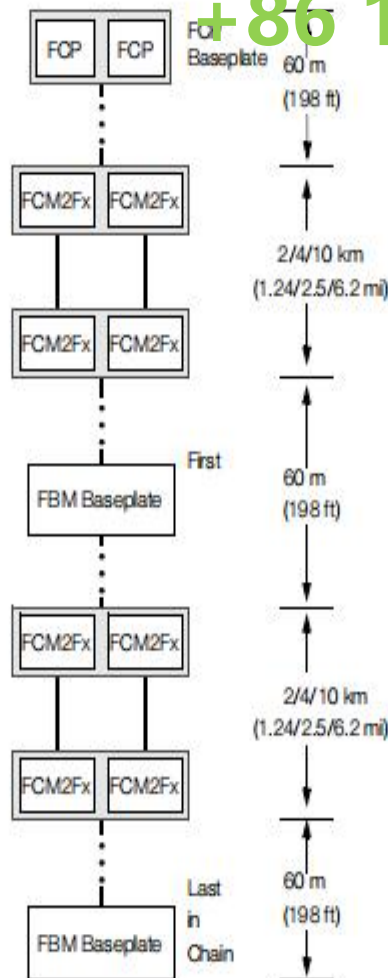 +86 1
FCP FCP
FCP
Baseplate
60 m
(198 ft)
FCM2Fx FCM2Fx
2/4/10 km
(1.24/2.5/6.2 mi)
FCM2Fx FCM2Fx
First
FBM Baseplate
60 m
(198 ft)
FCM2Fx FCM2Fx
2/4/10 km
(1.24/2.5/6.2 mi)
FCM2Fx FCM2Fx
Last
in
Chain
60 m
(198 ft)
FBM Baseplate